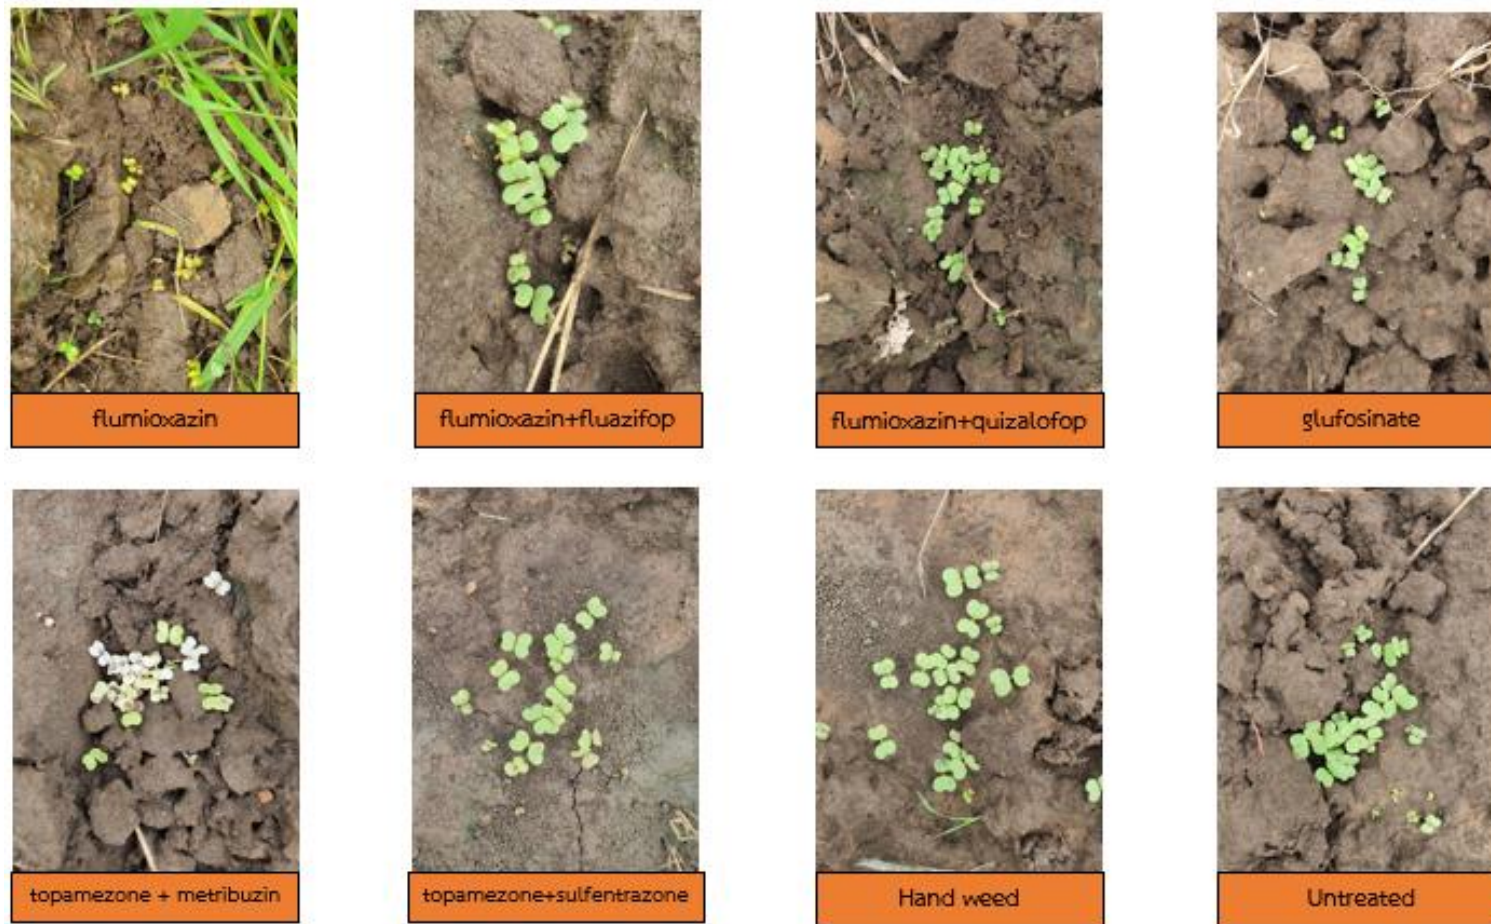 flumioxazin
flumioxazin+fluazifop
flumioxazin+quizalofop
glufosinate
topamezone + metribuzin
topamezone+sulfentrazone
Hand weed
Untreated